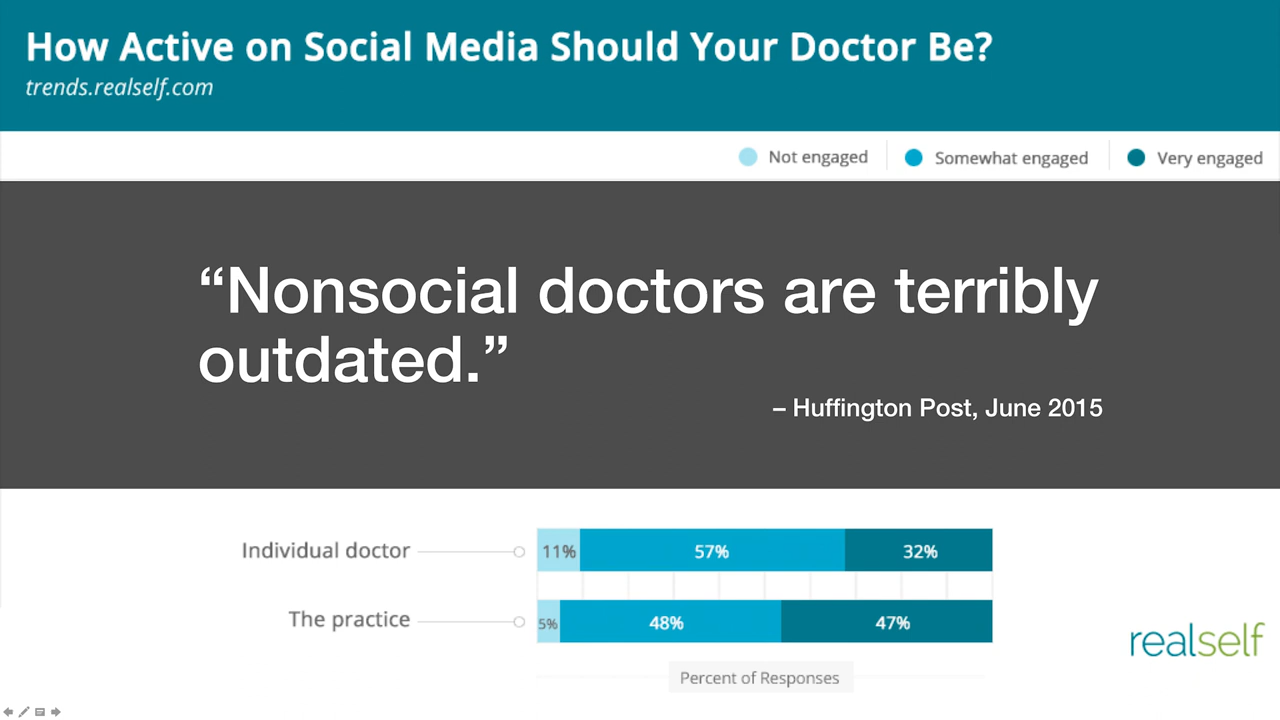 How Active on Social Media Should Your Doctor Be?
trends.realself.com
Not engaged
Somewhat engaged
Very engaged
“Nonsocial doctors are terribly
outdated.”
– Huffington Post, June 2015
Individual doctor
11%
57%
32%
The practice
5%
48%
47%
Percent of Responses
realself